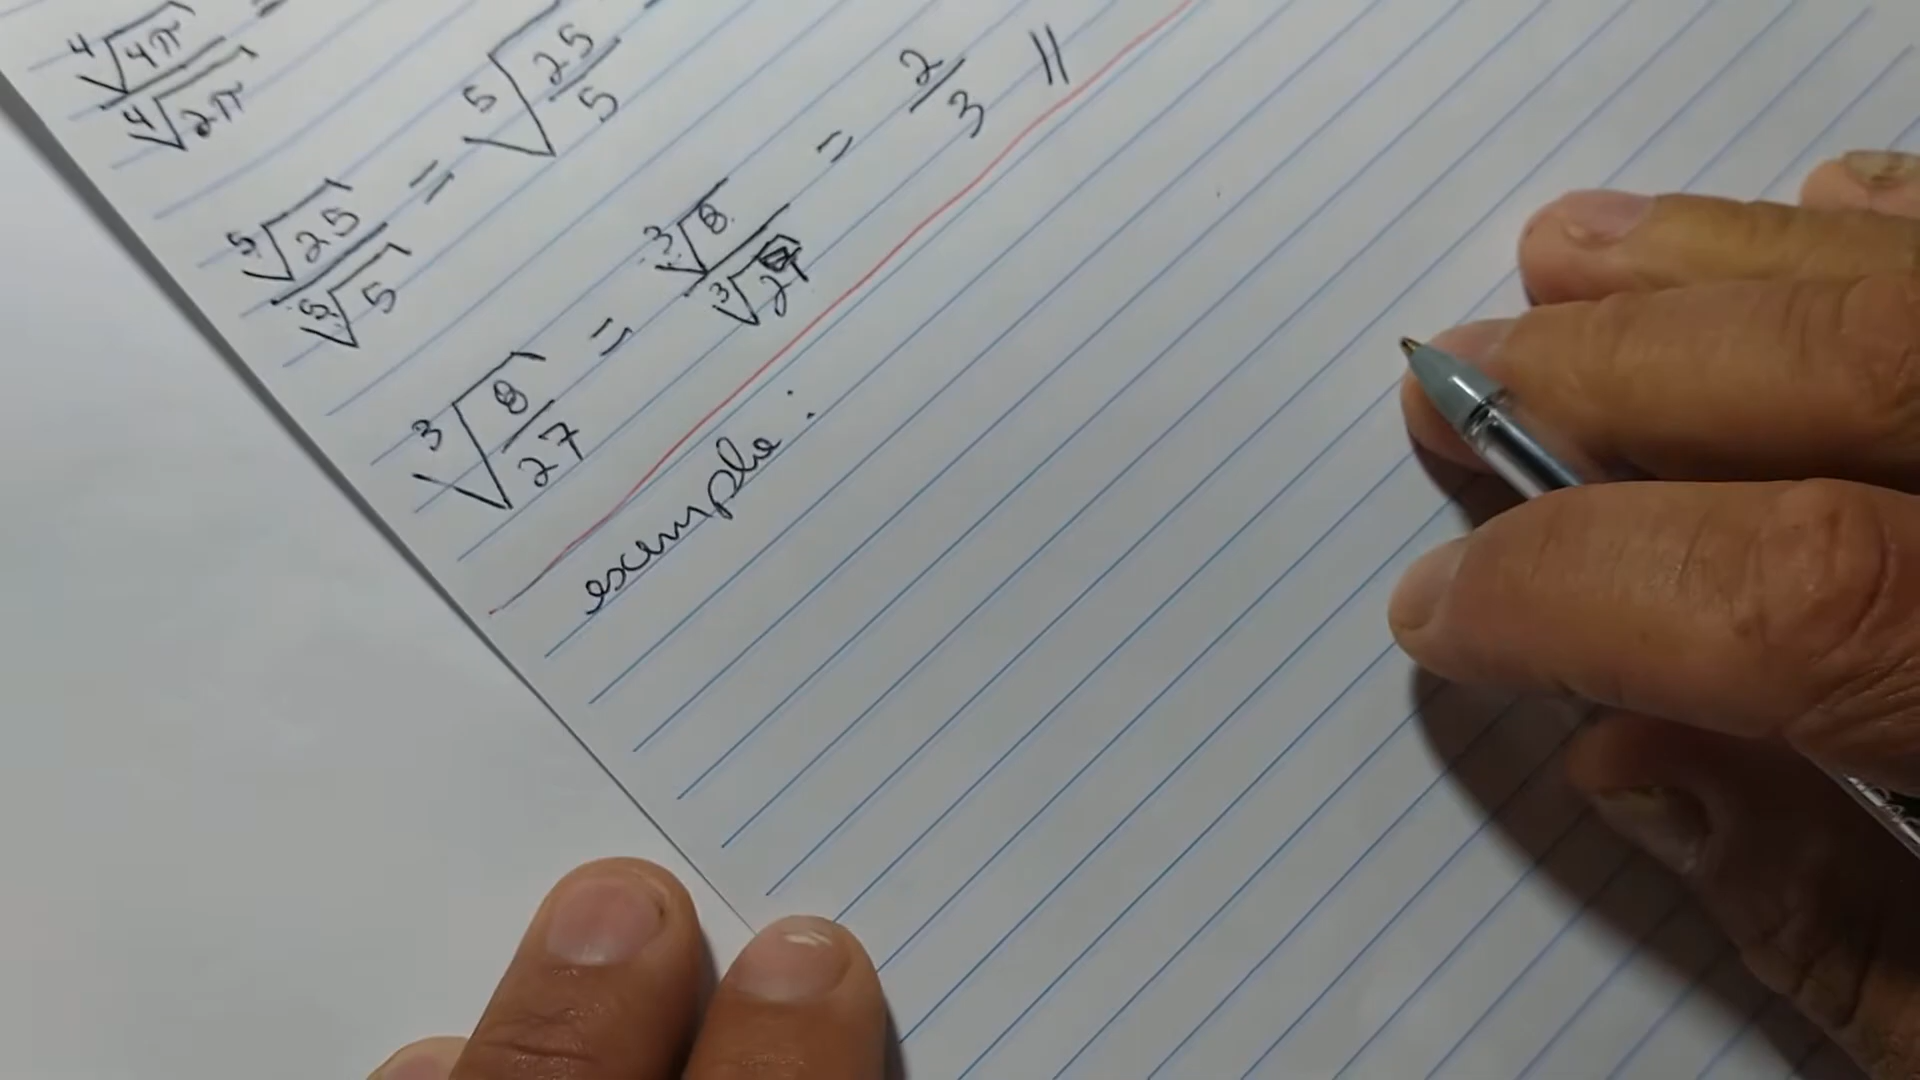 ⁴√4π / ⁴√2π =
⁵√25 / ⁵√5 = ⁵√(25/5)
³√(8/27) = ³√8 / ³√27 = 2/3 //
exemplo :